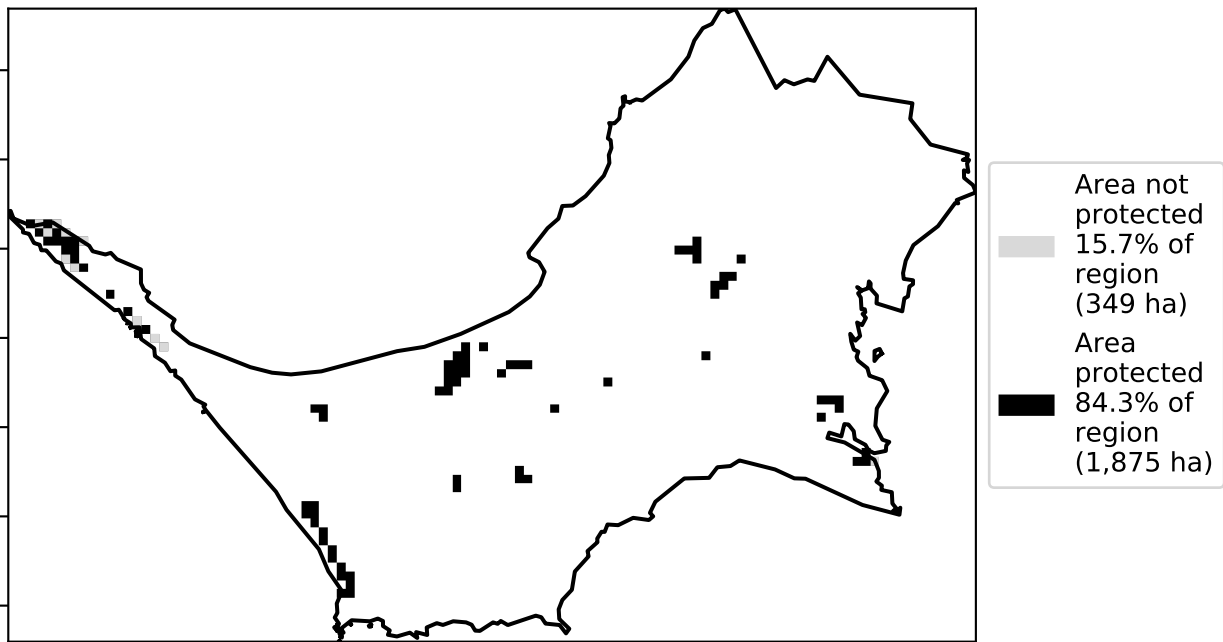 Area not
protected
15.7% of
region
(349 ha)
Area
protected
84.3% of
region
(1,875 ha)